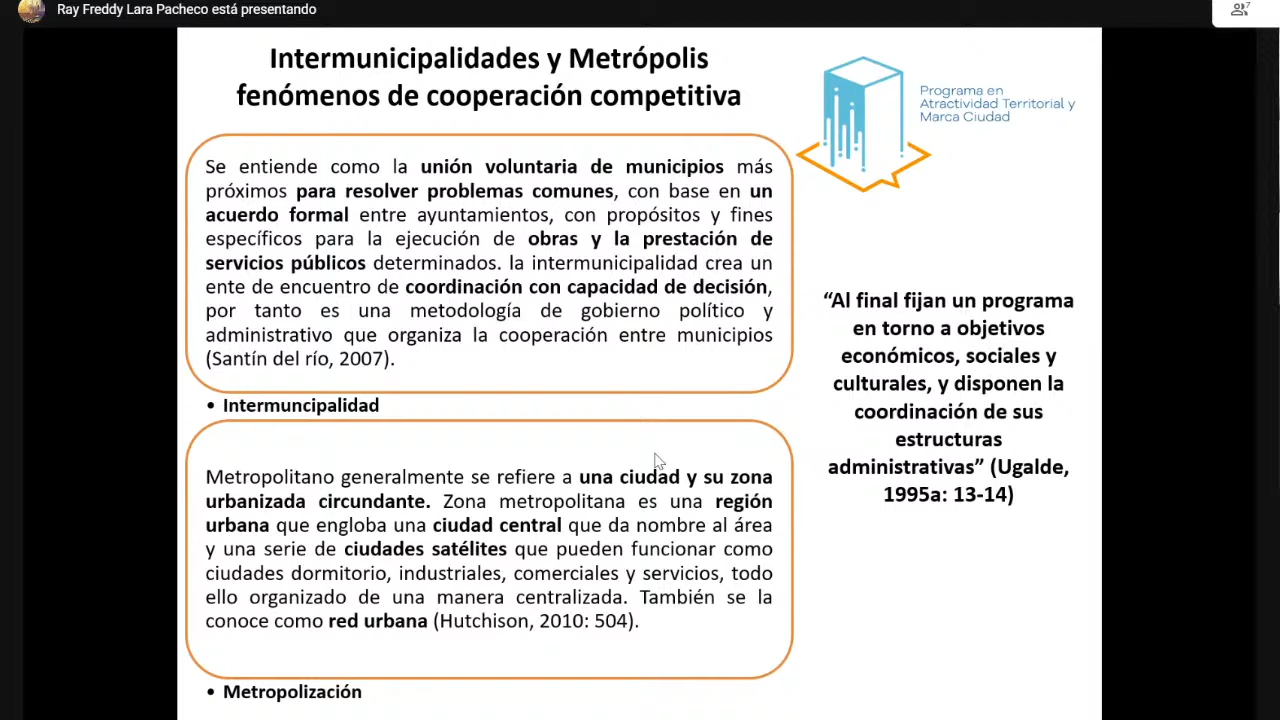 Ray Freddy Lara Pacheco está presentando
7
Intermunicipalidades y Metrópolis
fenómenos de cooperación competitiva
Programa en
Atractividad Territorial y
Marca Ciudad
Se entiende como la unión voluntaria de municipios más
próximos para resolver problemas comunes, con base en un
acuerdo formal entre ayuntamientos, con propósitos y fines
específicos para la ejecución de obras y la prestación de
servicios públicos determinados. la intermunicipalidad crea un
ente de encuentro de coordinación con capacidad de decisión,
por tanto es una metodología de gobierno político y
administrativo que organiza la cooperación entre municipios
(Santín del río, 2007).
• Intermuncipalidad
Metropolitano generalmente se refiere a una ciudad y su zona
urbanizada circundante. Zona metropolitana es una región
urbana que engloba una ciudad central que da nombre al área
y una serie de ciudades satélites que pueden funcionar como
ciudades dormitorio, industriales, comerciales y servicios, todo
ello organizado de una manera centralizada. También se la
conoce como red urbana (Hutchison, 2010: 504).
• Metropolización
“Al final fijan un programa
en torno a objetivos
económicos, sociales y
culturales, y disponen la
coordinación de sus
estructuras
administrativas” (Ugalde,
1995a: 13-14)